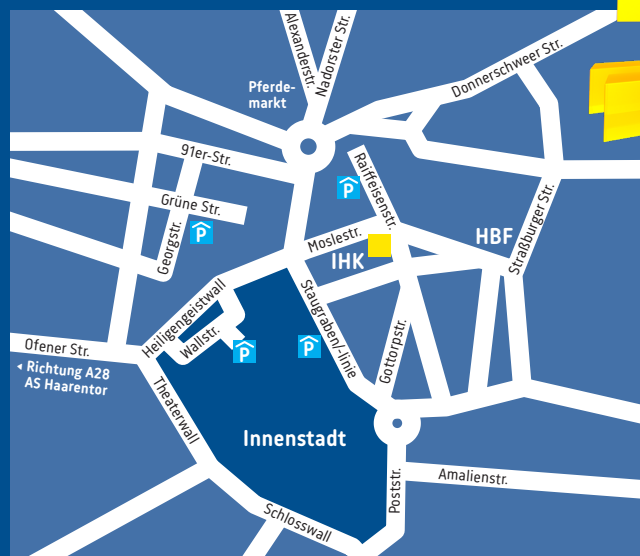 Alexanderstr.
Nadorster Str.
Donnerschweer Str.
Pferde-
markt
91er-Str.
Raiffeisenstr.
P
Grüne Str.
P
Georgstr.
Moslestr.
HBF
Straßburger Str.
IHK
Heiligengeistwall
Staugraben/-linie
Wallstr.
P
P
Gottorpstr.
Ofener Str.
Richtung A28
AS Haarentor
Theaterwall
Innenstadt
Poststr.
Amalienstr.
Schlosswall